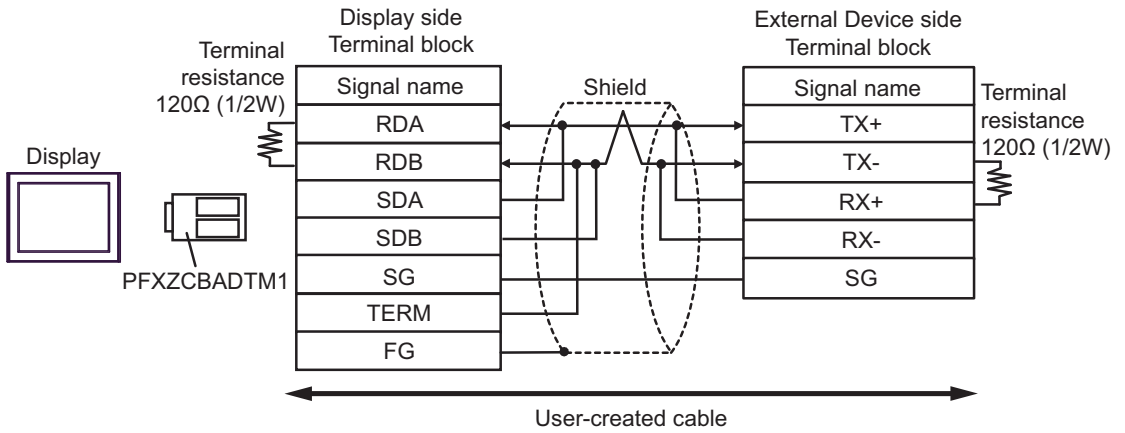 Display side
Terminal block
External Device side
Terminal block
Terminal
resistance
120Ω (1/2W)
Signal name
RDA
RDB
SDA
SDB
SG
TERM
FG
Shield
Signal name
TX+
TX-
RX+
RX-
SG
Terminal
resistance
120Ω (1/2W)
Display
PFXZCBADTM1
User-created cable